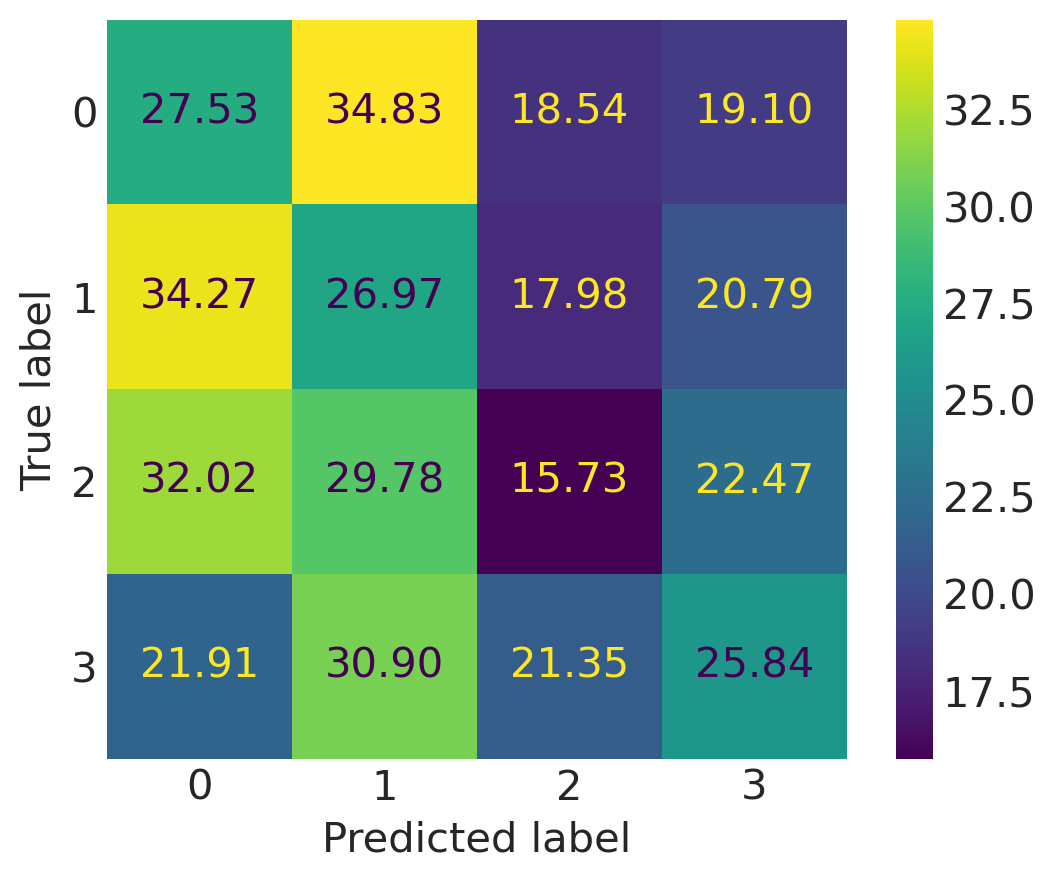 0 27.53 34.83 18.54 19.10
1 34.27 26.97 17.98 20.79
2 32.02 29.78 15.73 22.47
3 21.91 30.90 21.35 25.84
0 1 2 3
Predicted label
True label
32.5
30.0
27.5
25.0
22.5
20.0
17.5